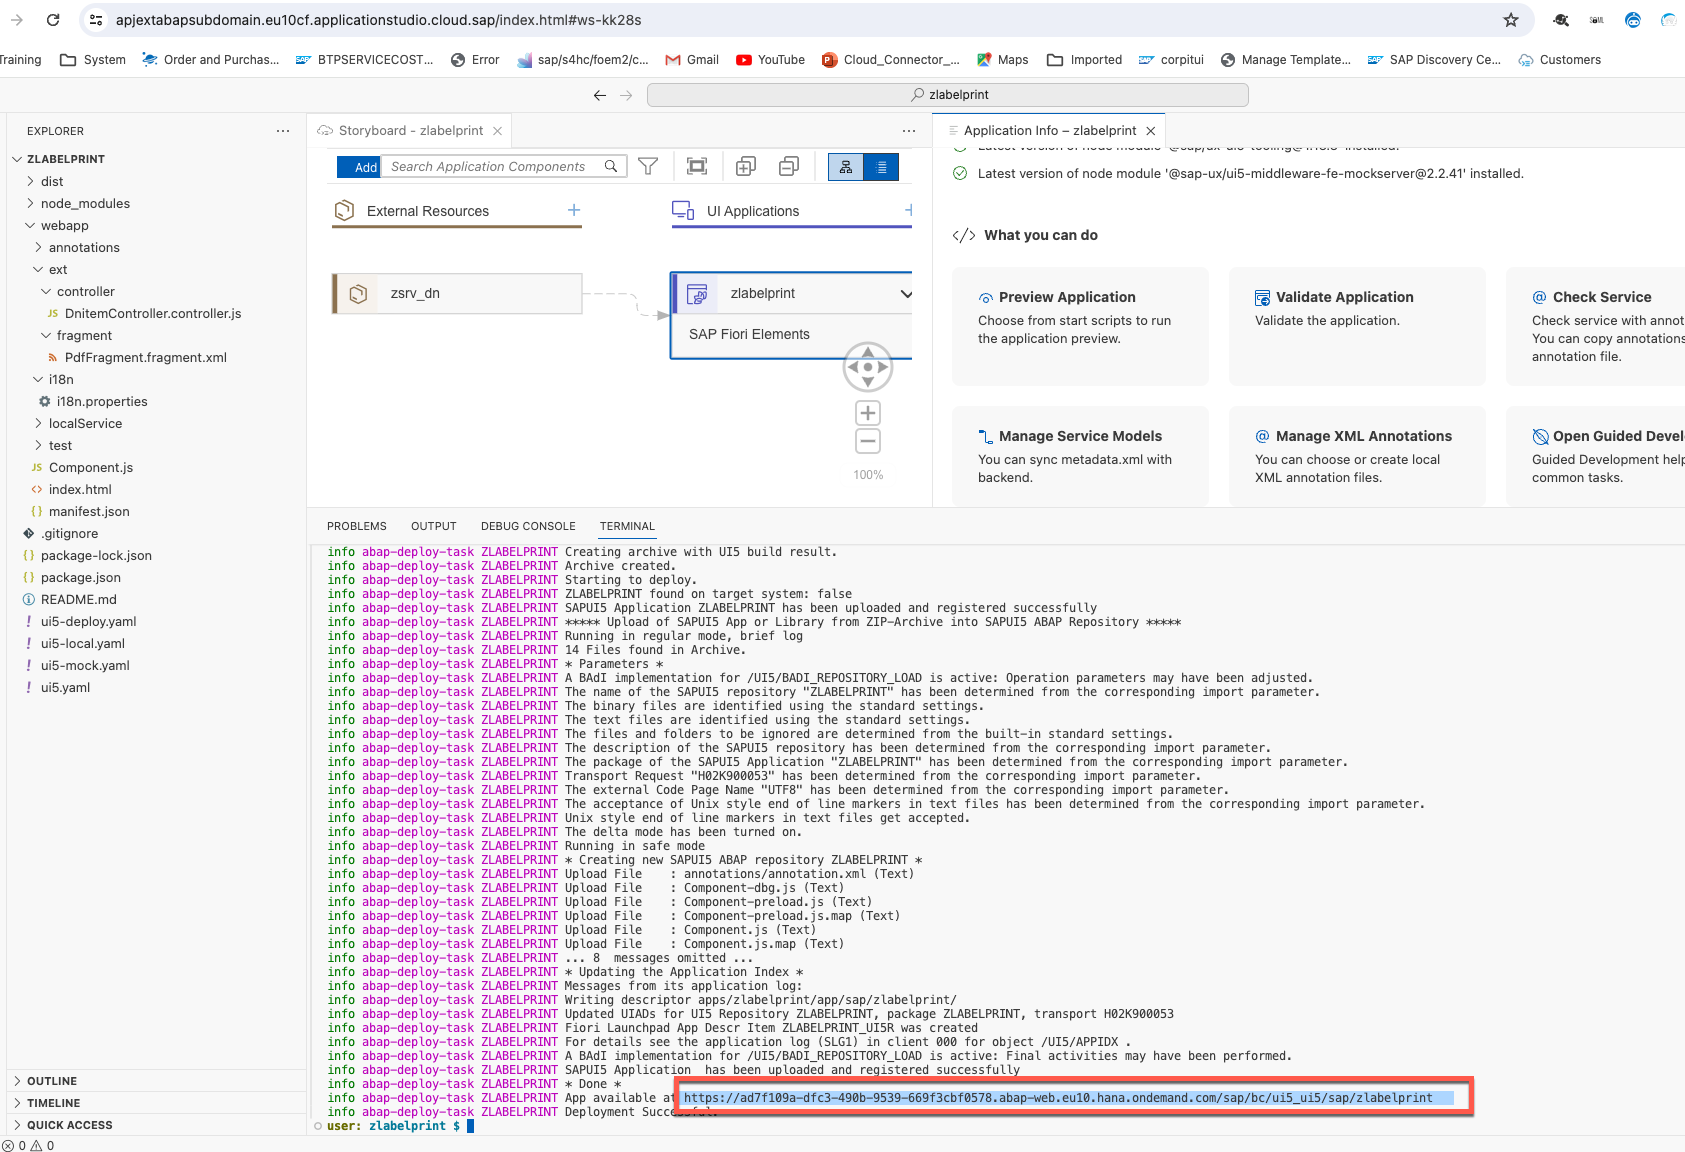 apjextabapsubdomain.eu10cf.applicationstudio.cloud.sap/index.html#ws-kk28s
Training System Order and Purchas... BTPSERVICECOST... Error sap/s4hc/foem2/c... Gmail YouTube Cloud_Connector_... Maps Imported corpitui Manage Template... SAP Discovery Ce... Customers
zlabelprint
EXPLORER
ZLABELPRINT
dist
node_modules
webapp
annotations
ext
controller
JS DnitemController.controller.js
fragment
PdfFragment.fragment.xml
i18n
i18n.properties
localService
test
JS Component.js
index.html
manifest.json
.gitignore
package-lock.json
package.json
README.md
ui5-deploy.yaml
ui5-local.yaml
ui5-mock.yaml
ui5.yaml
OUTLINE
TIMELINE
QUICK ACCESS
0 0
Storyboard - zlabelprint
Add Search Application Components
External Resources
UI Applications
zsrv_dn
zlabelprint
SAP Fiori Elements
100%
Application Info – zlabelprint
Latest version of node module '@sap-ux/ui5-middleware-fe-mockserver@2.2.41' installed.
</> What you can do
Preview Application
Choose from start scripts to run
the application preview.
Validate Application
Validate the application.
Check Service
Check service with annot
You can copy annotations
annotation file.
Manage Service Models
You can sync metadata.xml with
backend.
Manage XML Annotations
You can choose or create local
XML annotation files.
Open Guided Devel
Guided Development help
common tasks.
PROBLEMS OUTPUT DEBUG CONSOLE TERMINAL
info abap-deploy-task ZLABELPRINT Creating archive with UI5 build result.
info abap-deploy-task ZLABELPRINT Archive created.
info abap-deploy-task ZLABELPRINT Starting to deploy.
info abap-deploy-task ZLABELPRINT ZLABELPRINT found on target system: false
info abap-deploy-task ZLABELPRINT SAPUI5 Application ZLABELPRINT has been uploaded and registered successfully
info abap-deploy-task ZLABELPRINT ***** Upload of SAPUI5 App or Library from ZIP-Archive into SAPUI5 ABAP Repository *****
info abap-deploy-task ZLABELPRINT Running in regular mode, brief log
info abap-deploy-task ZLABELPRINT 14 Files found in Archive.
info abap-deploy-task ZLABELPRINT * Parameters *
info abap-deploy-task ZLABELPRINT A BAdI implementation for /UI5/BADI_REPOSITORY_LOAD is active: Operation parameters may have been adjusted.
info abap-deploy-task ZLABELPRINT The name of the SAPUI5 repository "ZLABELPRINT" has been determined from the corresponding import parameter.
info abap-deploy-task ZLABELPRINT The binary files are identified using the standard settings.
info abap-deploy-task ZLABELPRINT The text files are identified using the standard settings.
info abap-deploy-task ZLABELPRINT The files and folders to be ignored are determined from the built-in standard settings.
info abap-deploy-task ZLABELPRINT The description of the SAPUI5 repository has been determined from the corresponding import parameter.
info abap-deploy-task ZLABELPRINT The package of the SAPUI5 Application "ZLABELPRINT" has been determined from the corresponding import parameter.
info abap-deploy-task ZLABELPRINT Transport Request "H02K900053" has been determined from the corresponding import parameter.
info abap-deploy-task ZLABELPRINT The external Code Page Name "UTF8" has been determined from the corresponding import parameter.
info abap-deploy-task ZLABELPRINT The acceptance of Unix style end of line markers in text files has been determined from the corresponding import parameter.
info abap-deploy-task ZLABELPRINT Unix style end of line markers in text files get accepted.
info abap-deploy-task ZLABELPRINT The delta mode has been turned on.
info abap-deploy-task ZLABELPRINT Running in safe mode
info abap-deploy-task ZLABELPRINT * Creating new SAPUI5 ABAP repository ZLABELPRINT *
info abap-deploy-task ZLABELPRINT Upload File : annotations/annotation.xml (Text)
info abap-deploy-task ZLABELPRINT Upload File : Component-dbg.js (Text)
info abap-deploy-task ZLABELPRINT Upload File : Component-preload.js (Text)
info abap-deploy-task ZLABELPRINT Upload File : Component-preload.js.map (Text)
info abap-deploy-task ZLABELPRINT Upload File : Component.js (Text)
info abap-deploy-task ZLABELPRINT Upload File : Component.js.map (Text)
info abap-deploy-task ZLABELPRINT ... 8 messages omitted ...
info abap-deploy-task ZLABELPRINT * Updating the Application Index *
info abap-deploy-task ZLABELPRINT Messages from its application log:
info abap-deploy-task ZLABELPRINT Writing descriptor apps/zlabelprint/app/sap/zlabelprint/
info abap-deploy-task ZLABELPRINT Updated UIADs for UI5 Repository ZLABELPRINT, package ZLABELPRINT, transport H02K900053
info abap-deploy-task ZLABELPRINT Fiori Launchpad App Descr Item ZLABELPRINT_UI5R was created
info abap-deploy-task ZLABELPRINT For details see the application log (SLG1) in client 000 for object /UI5/APPIDX .
info abap-deploy-task ZLABELPRINT A BAdI implementation for /UI5/BADI_REPOSITORY_LOAD is active: Final activities may have been performed.
info abap-deploy-task ZLABELPRINT SAPUI5 Application has been uploaded and registered successfully
info abap-deploy-task ZLABELPRINT * Done *
info abap-deploy-task ZLABELPRINT App available at https://ad7f109a-dfc3-490b-9539-669f3cbf0578.abap-web.eu10.hana.ondemand.com/sap/bc/ui5_ui5/sap/zlabelprint
info abap-deploy-task ZLABELPRINT Deployment Successful.
user: zlabelprint $